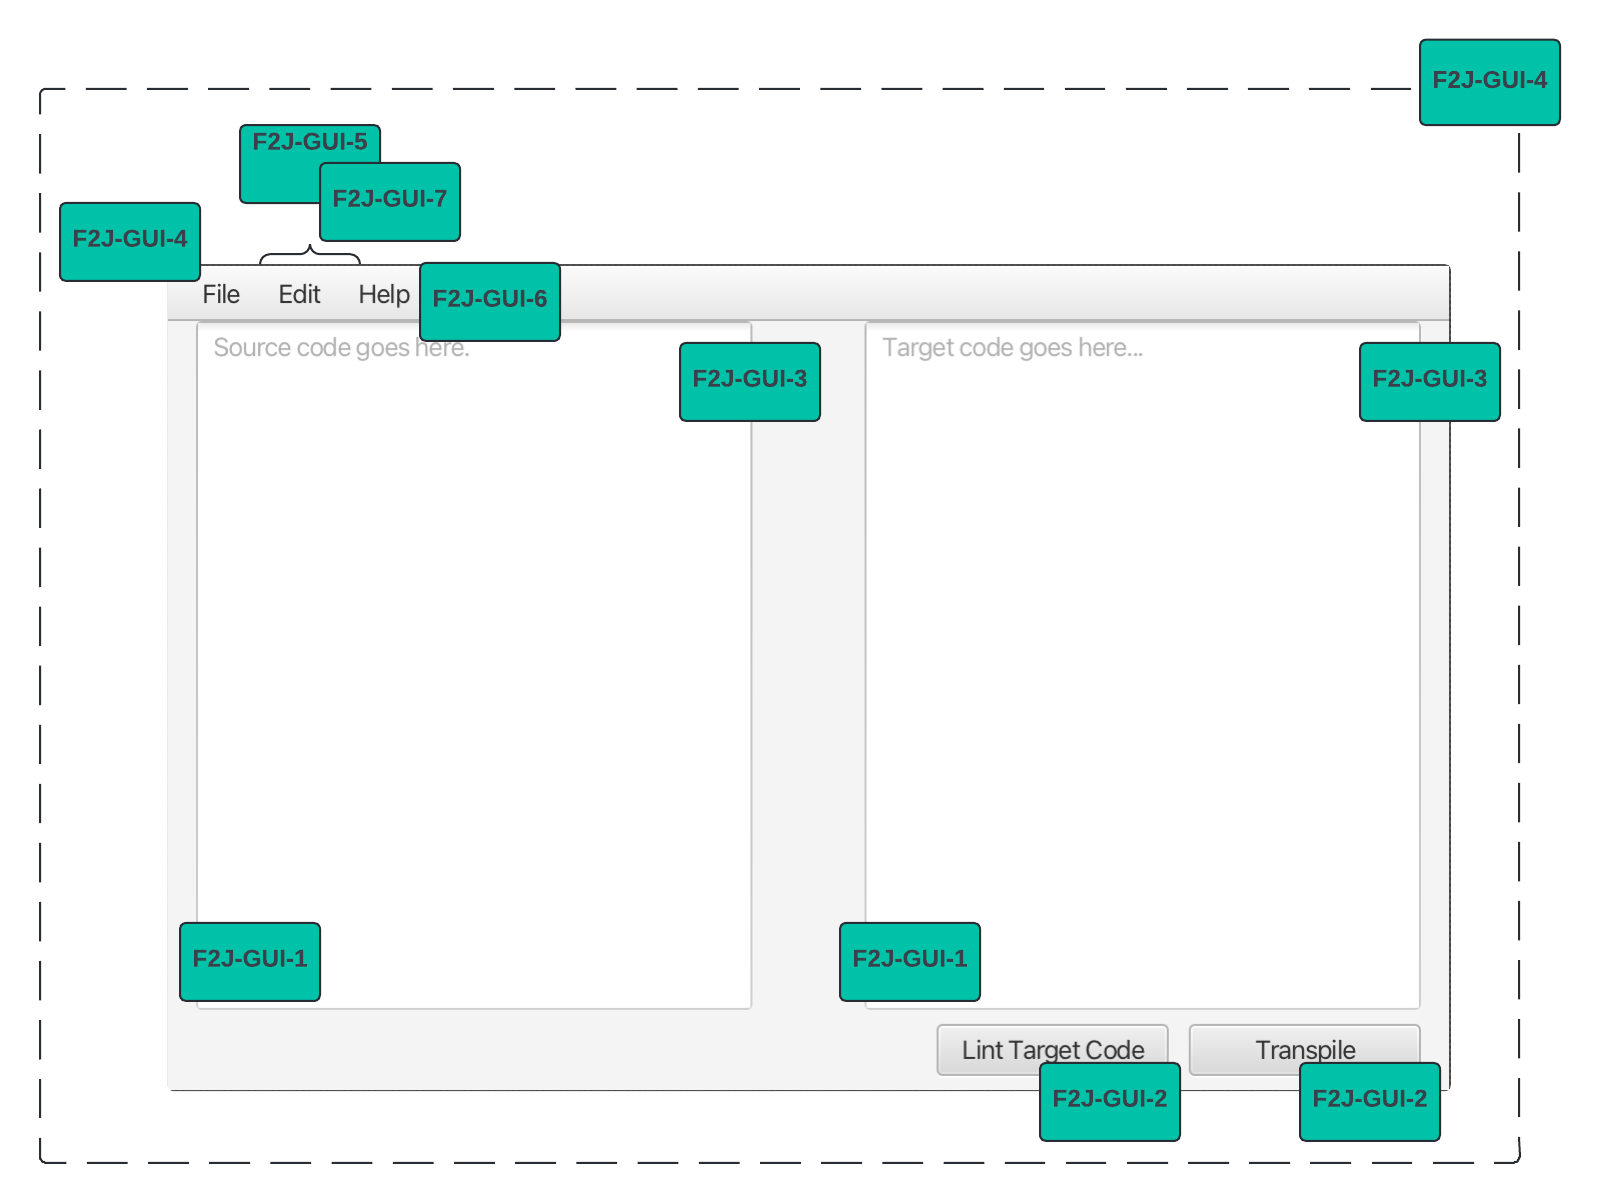 F2J-GUI-4
F2J-GUI-5
F2J-GUI-7
F2J-GUI-4
File Edit Help F2J-GUI-6
Source code goes here.
Target code goes here...
F2J-GUI-3
F2J-GUI-3
F2J-GUI-1
F2J-GUI-1
Lint Target Code
Transpile
F2J-GUI-2
F2J-GUI-2